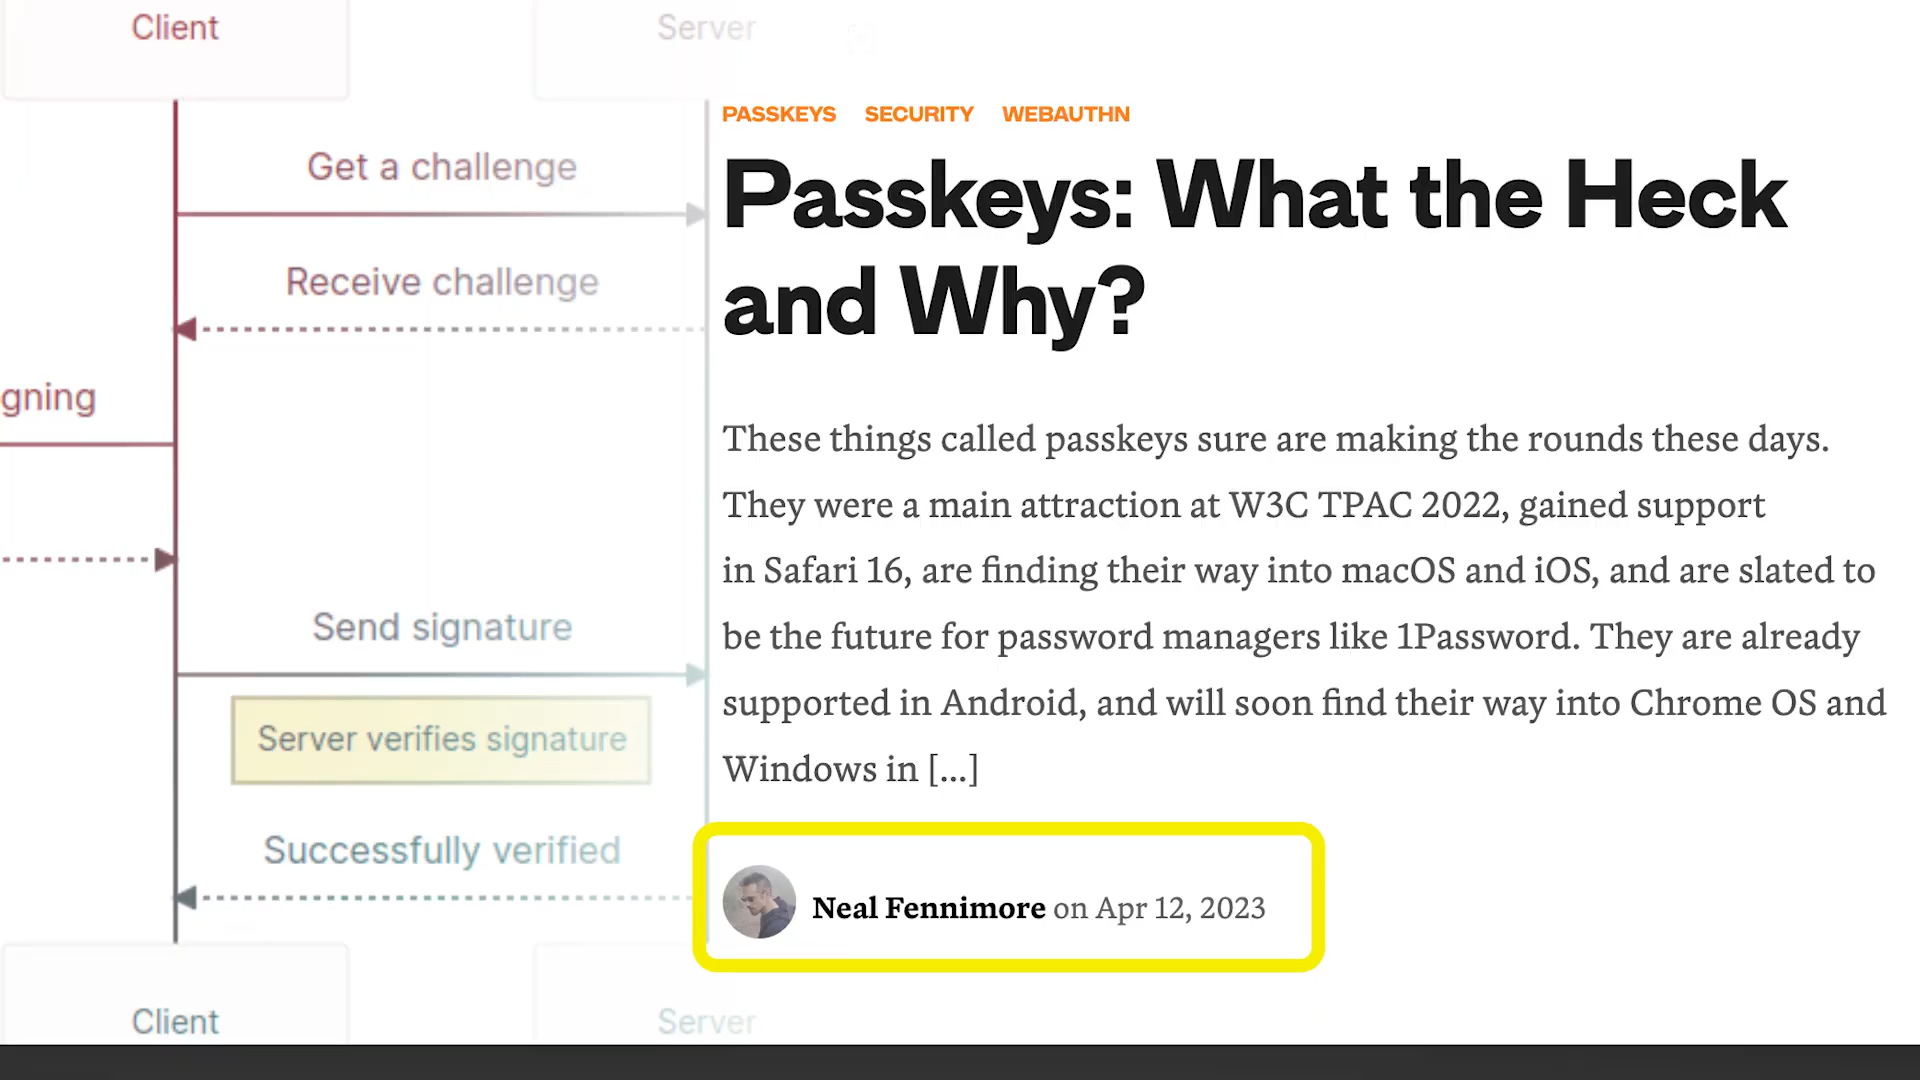 Client
Server
Get a challenge
Receive challenge
gning
Send signature
Server verifies signature
Successfully verified
Client
Server
PASSKEYS SECURITY WEBAUTHN
Passkeys: What the Heck
and Why?
These things called passkeys sure are making the rounds these days.
They were a main attraction at W3C TPAC 2022, gained support
in Safari 16, are finding their way into macOS and iOS, and are slated to
be the future for password managers like 1Password. They are already
supported in Android, and will soon find their way into Chrome OS and
Windows in [...]
Neal Fennimore on Apr 12, 2023